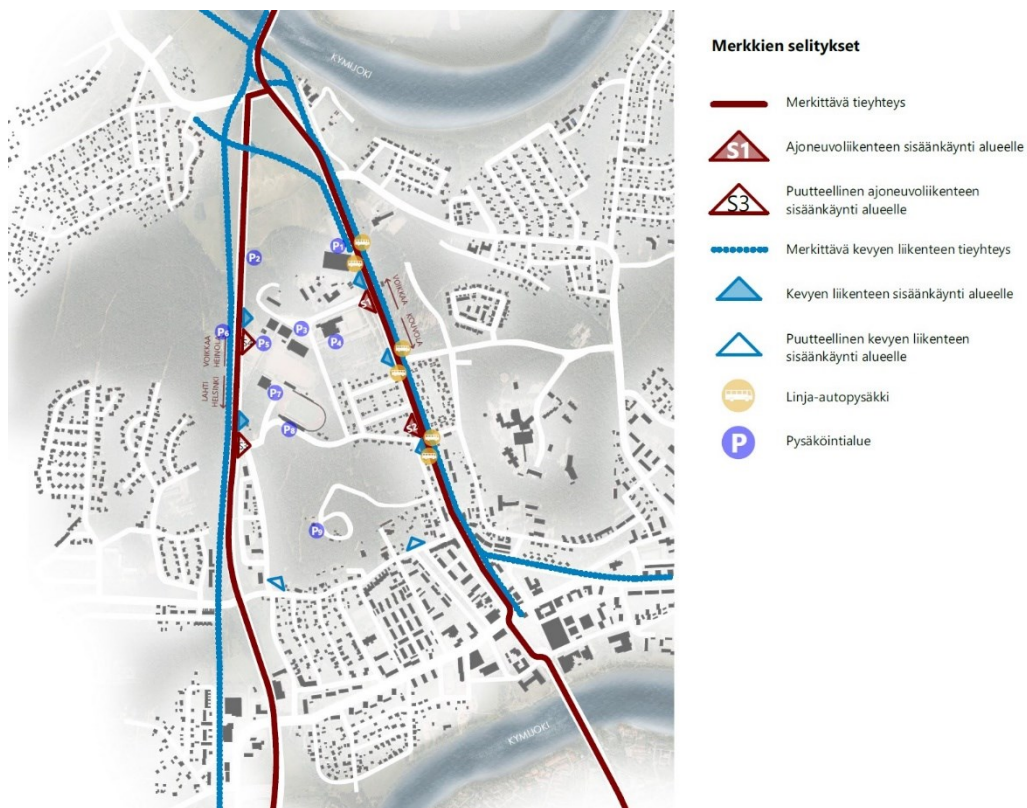 KYMIJOKI
P1
P2
VOIKKAA
KOUVOLA
S1
P3
P4
P5
P6
VOIKKAA
HEINOLA
LAHTI
HELSINKI
P7
S2
P8
P9
KYMIJOKI
Merkkien selitykset
Merkittävä tieyhteys
S1
Ajoneuvoliikenteen sisäänkäynti alueelle
S3
Puutteellinen ajoneuvoliikenteen
sisäänkäynti alueelle
Merkittävä kevyen liikenteen tieyhteys
Kevyen liikenteen sisäänkäynti alueelle
Puutteellinen kevyen liikenteen
sisäänkäynti alueelle
Linja-autopysäkki
P
Pysäköintialue